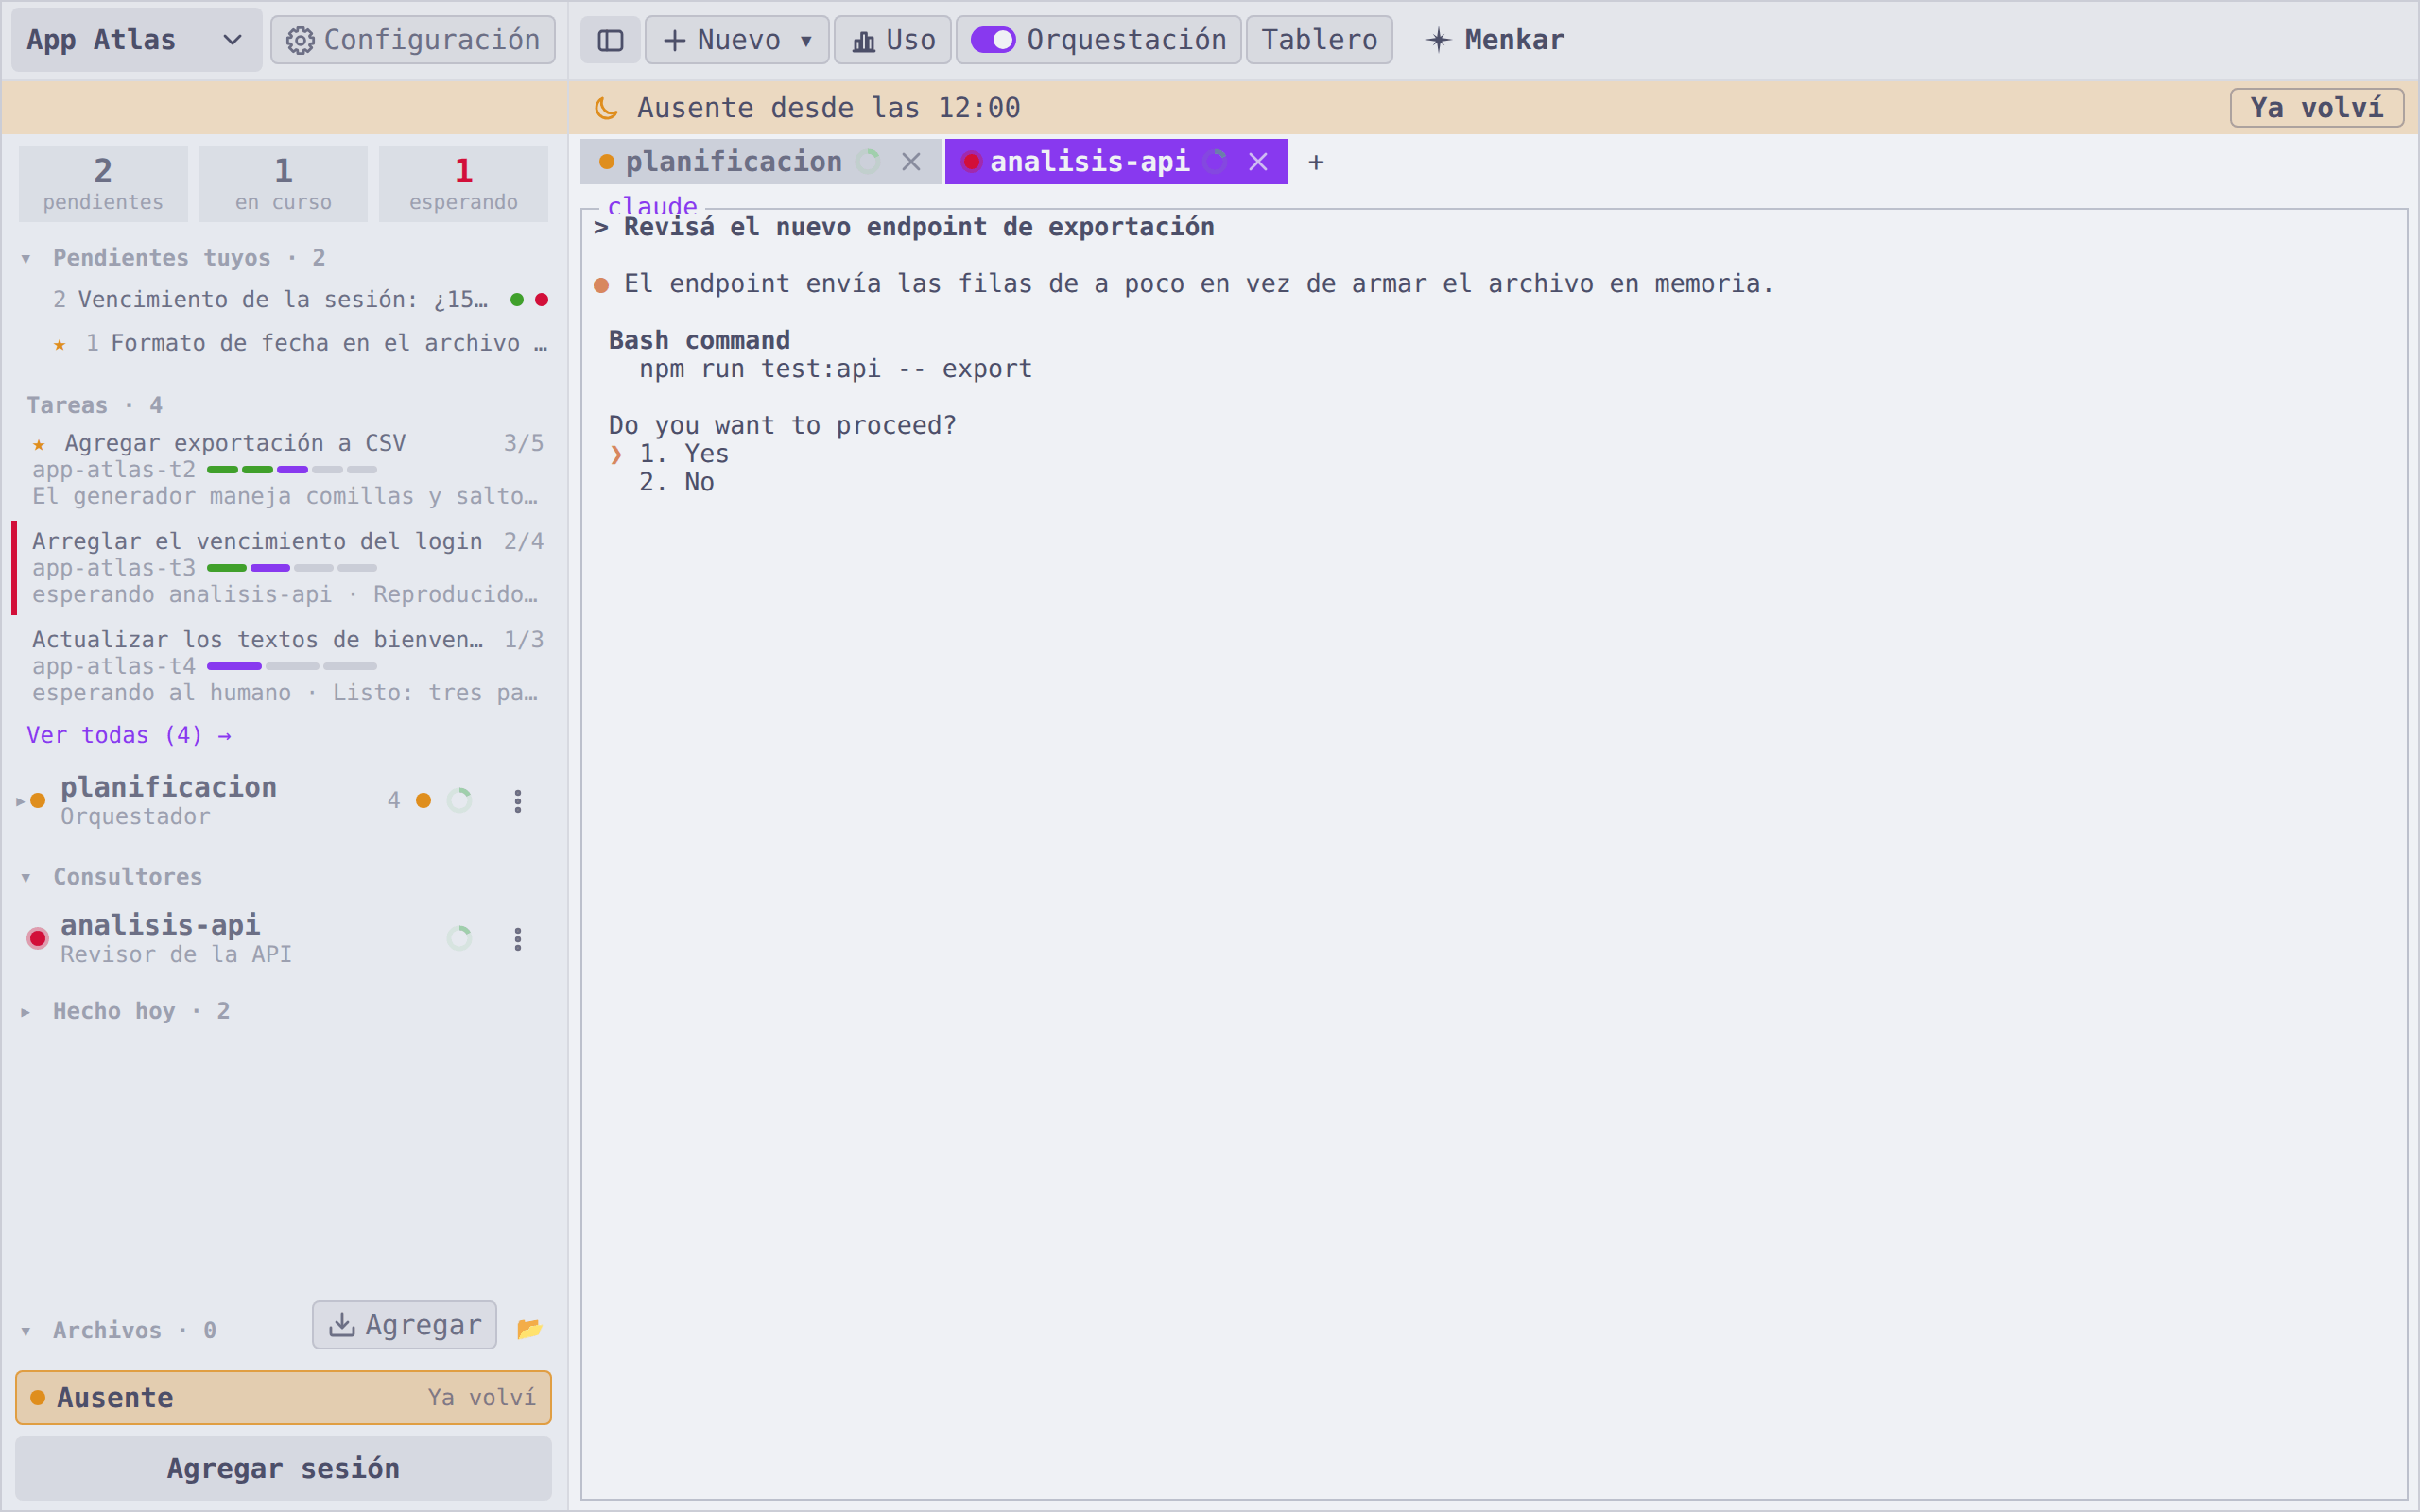 App Atlas
Configuración
Nuevo ▾
Uso
Orquestación
Tablero
Menkar
Ausente desde las 12:00
Ya volví
2
pendientes
1
en curso
1
esperando
▾ Pendientes tuyos · 2
2 Vencimiento de la sesión: ¿15…
★ 1 Formato de fecha en el archivo …
Tareas · 4
★ Agregar exportación a CSV 3/5
app-atlas-t2
El generador maneja comillas y salto…
Arreglar el vencimiento del login 2/4
app-atlas-t3
esperando analisis-api · Reproducido…
Actualizar los textos de bienven… 1/3
app-atlas-t4
esperando al humano · Listo: tres pa…
Ver todas (4) →
▸ planificacion 4
Orquestador
▾ Consultores
analisis-api
Revisor de la API
▸ Hecho hoy · 2
▾ Archivos · 0
Agregar
Ausente
Ya volví
Agregar sesión
planificacion
analisis-api
+
claude
> Revisá el nuevo endpoint de exportación
● El endpoint envía las filas de a poco en vez de armar el archivo en memoria.
Bash command
npm run test:api -- export
Do you want to proceed?
❯ 1. Yes
2. No